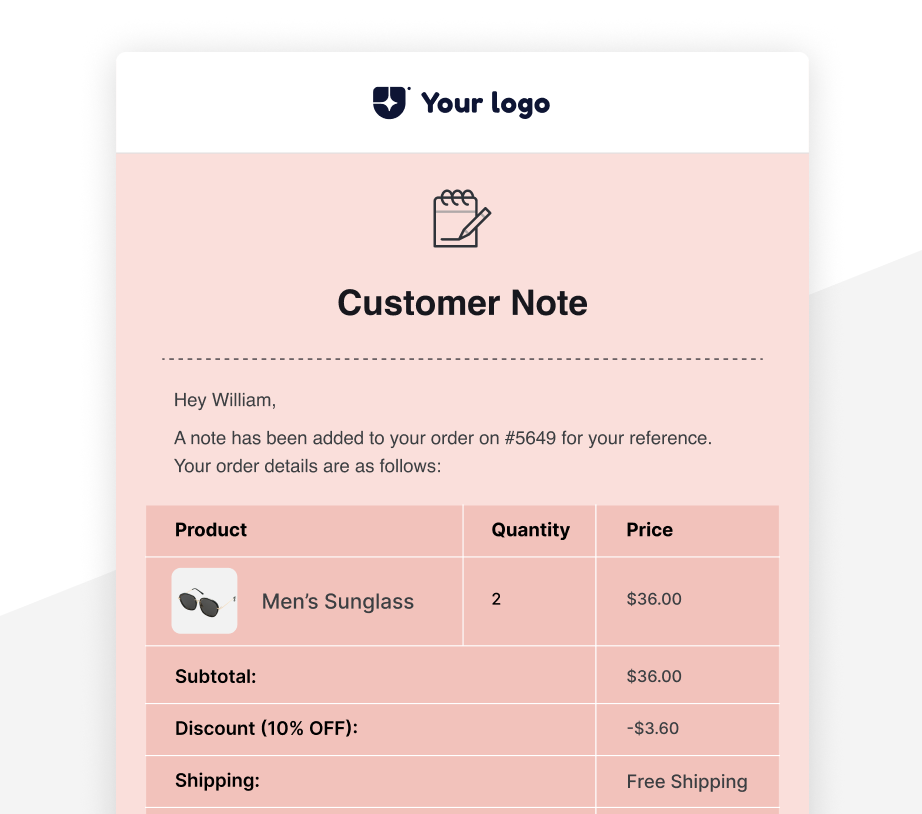 Your logo
Customer Note
Hey William,
A note has been added to your order on #5649 for your reference.
Your order details are as follows:
Product Quantity Price
Men’s Sunglass 2 $36.00
Subtotal: $36.00
Discount (10% OFF): -$3.60
Shipping: Free Shipping